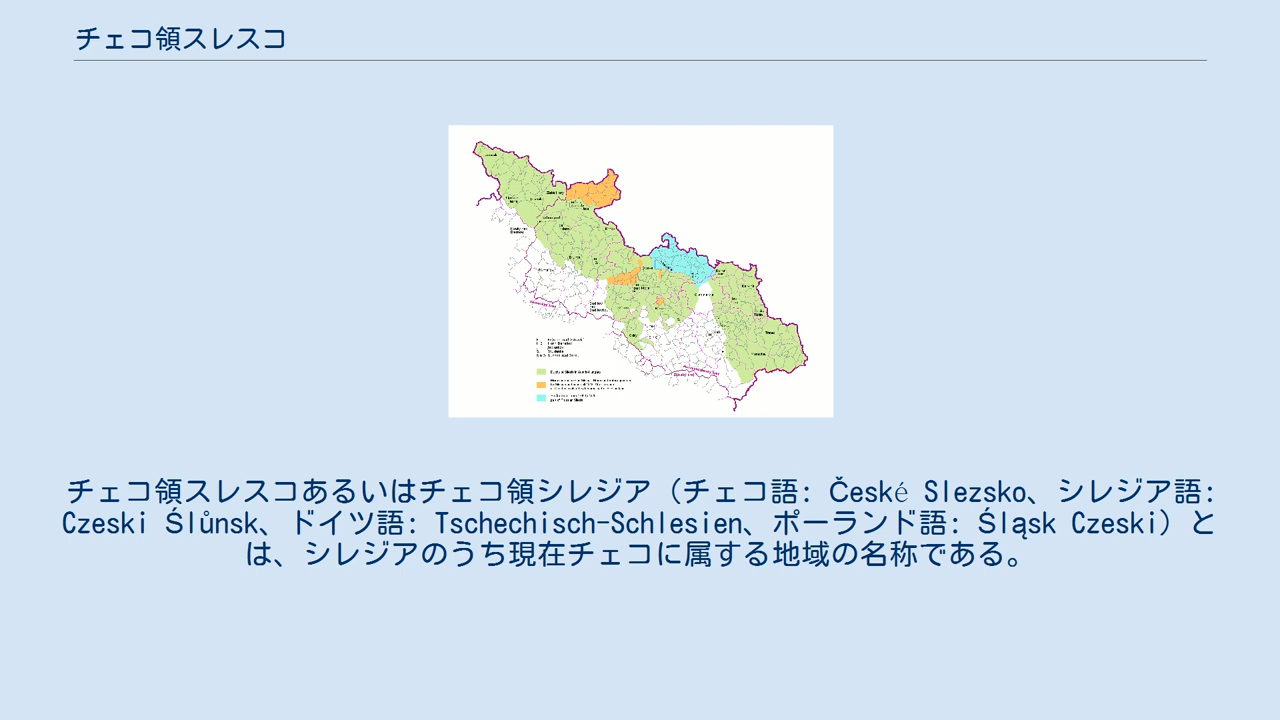 チェコ領スレスコ
チェコ領スレスコあるいはチェコ領シレジア（チェコ語: České Slezsko、シレジア語:
Czeski Ślůnsk、ドイツ語: Tschechisch-Schlesien、ポーランド語: Śląsk Czeski）と
は、シレジアのうち現在チェコに属する地域の名称である。